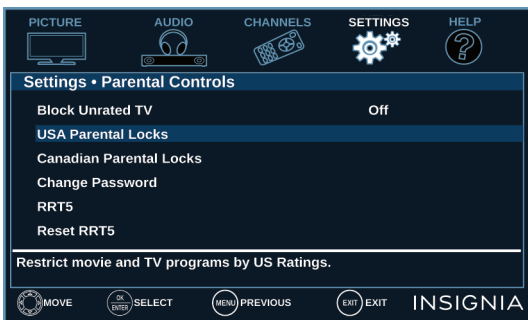 PICTURE AUDIO CHANNELS SETTINGS HELP
?
Settings • Parental Controls
Block Unrated TV Off
USA Parental Locks
Canadian Parental Locks
Change Password
RRT5
Reset RRT5
Restrict movie and TV programs by US Ratings.
MOVE OK ENTER SELECT MENU PREVIOUS EXIT EXIT INSIGNIA